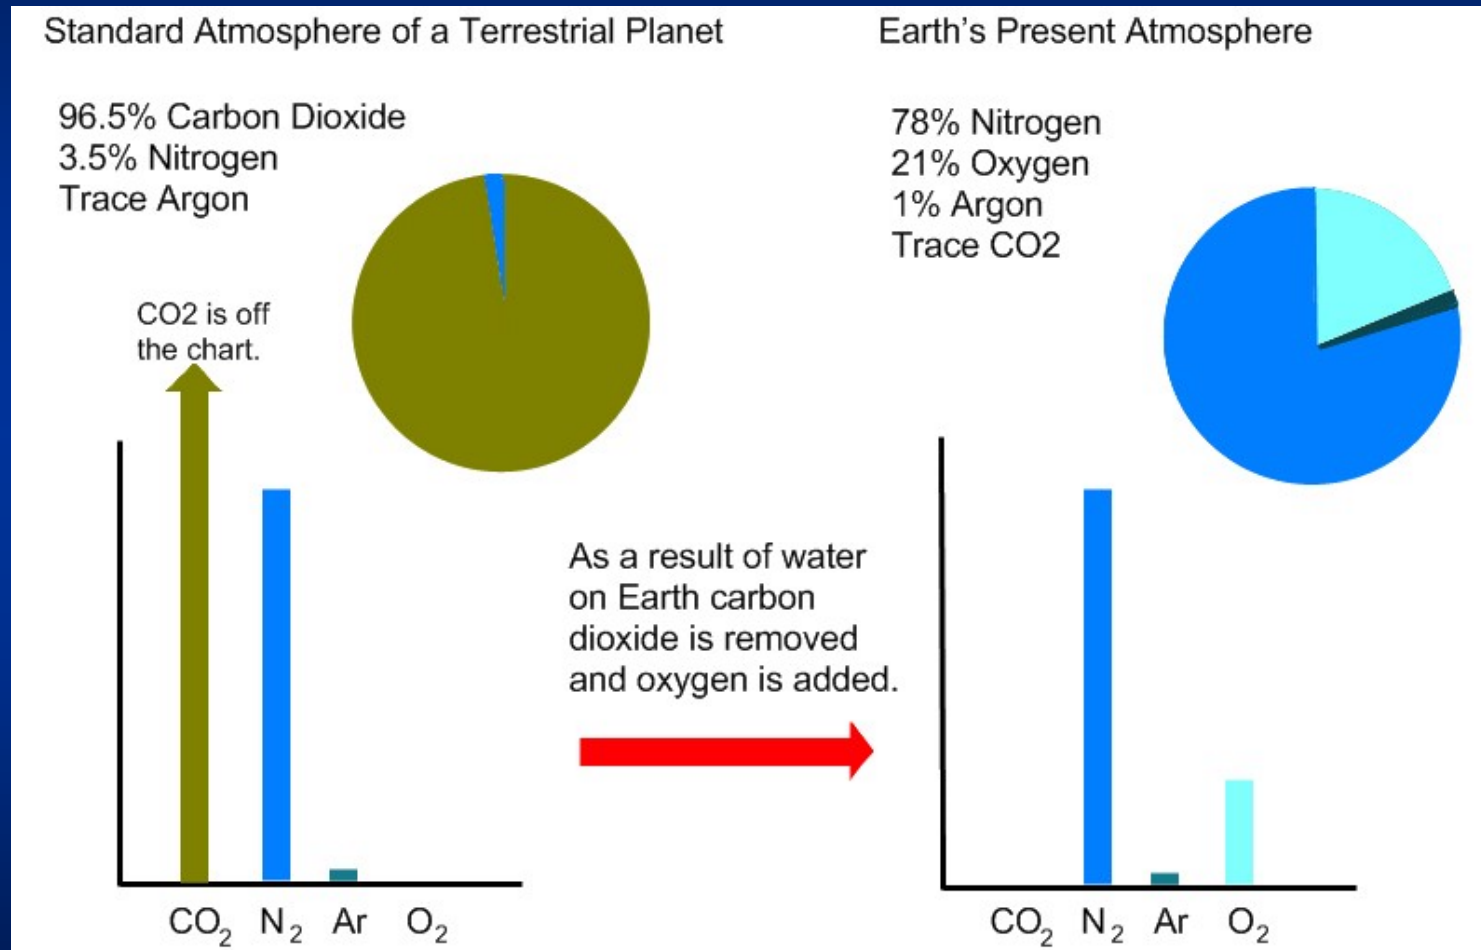 Standard Atmosphere of a Terrestrial Planet
96.5% Carbon Dioxide
3.5% Nitrogen
Trace Argon
CO2 is off
the chart.
CO₂ N₂ Ar O₂
As a result of water
on Earth carbon
dioxide is removed
and oxygen is added.
Earth's Present Atmosphere
78% Nitrogen
21% Oxygen
1% Argon
Trace CO2
CO₂ N₂ Ar O₂